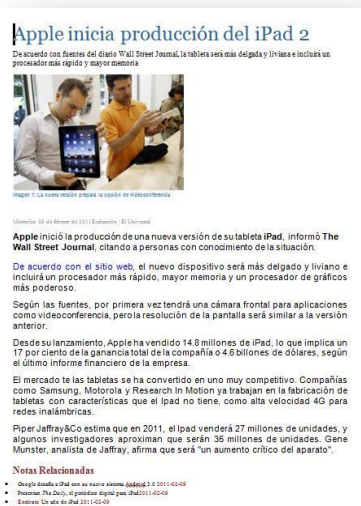 Apple inicia producción del iPad 2
De acuerdo con fuentes del diario Wall Street Journal, la tableta será más delgada y liviana e incluirá un
procesador más rápido y mayor memoria
Imagen 1. La nueva versión prepara la opción de videoconferencia
Miércoles 09 de febrero de 2011 Redacción | El Universal
Apple inició la producción de una nueva versión de su tableta iPad, informó The
Wall Street Journal, citando a personas con conocimiento de la situación.
De acuerdo con el sitio web, el nuevo dispositivo será más delgado y liviano e
incluirá un procesador más rápido, mayor memoria y un procesador de gráficos
más poderoso.
Según las fuentes, por primera vez tendrá una cámara frontal para aplicaciones
como videoconferencia, pero la resolución de la pantalla será similar a la versión
anterior.
Desde su lanzamiento, Apple ha vendido 14.8 millones de iPad, lo que implica un
17 por ciento de la ganancia total de la compañía o 4.6 billones de dólares, según
el último informe financiero de la empresa.
El mercado te las tabletas se ha convertido en uno muy competitivo. Compañías
como Samsung, Motorola y Research In Motion ya trabajan en la fabricación de
tabletas con características que el Ipad no tiene, como alta velocidad 4G para
redes inalámbricas.
Piper Jaffray&Co estima que en 2011, el Ipad venderá 27 millones de unidades, y
algunos investigadores aproximan que serán 36 millones de unidades. Gene
Munster, analista de Jaffray, afirma que será "un aumento crítico del aparato".
Notas Relacionadas
Google desafía a iPad con su nuevo sistema Android 3.0 2011-02-09
Presentan The Daily, el periódico digital para iPad2011-02-09
Kontras: Un año de iPad 2011-02-09